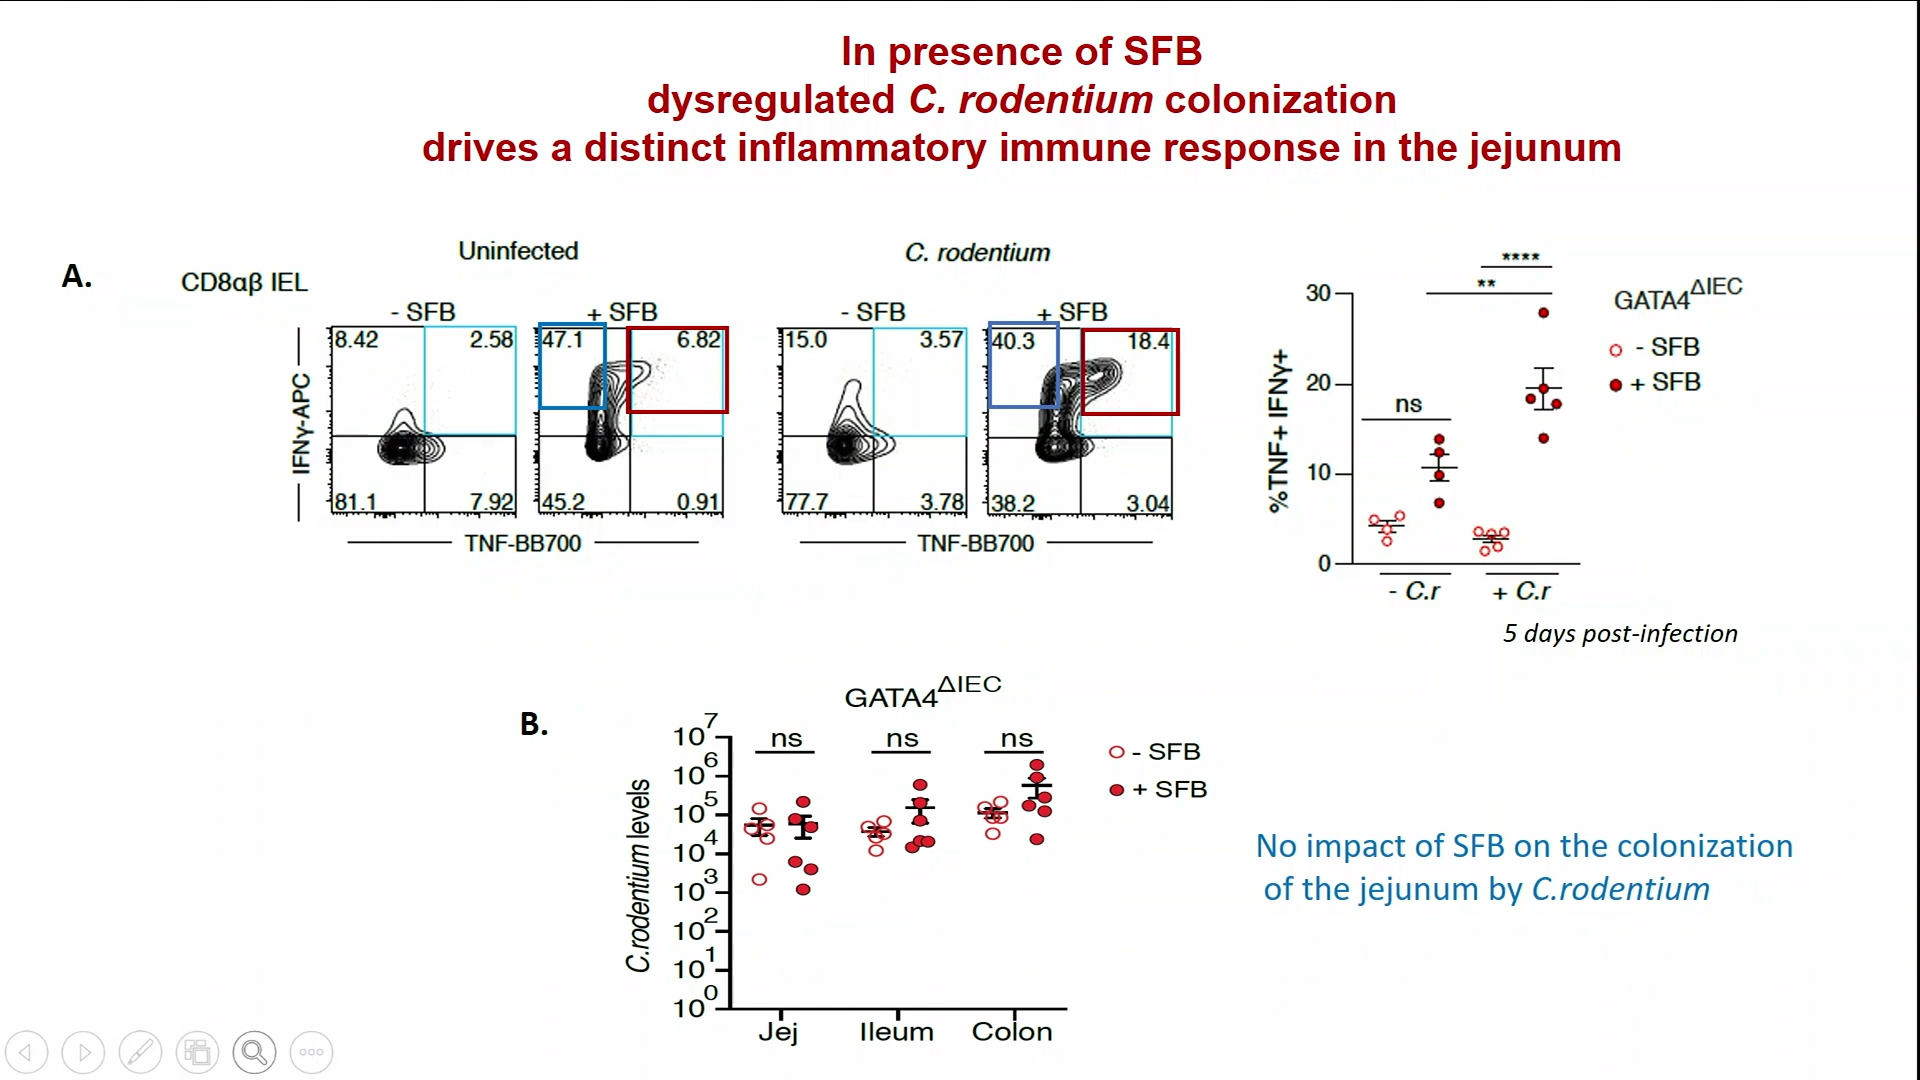 In presence of SFB
dysregulated C. rodentium colonization
drives a distinct inflammatory immune response in the jejunum
A.
CD8αβ IEL
Uninfected
C. rodentium
- SFB
+ SFB
- SFB
+ SFB
8.42
2.58
47.1
6.82
15.0
3.57
40.3
18.4
IFNγ-APC
81.1
7.92
45.2
0.91
77.7
3.78
38.2
3.04
TNF-BB700
TNF-BB700
****
**
ns
30
20
10
0
%TNF+ IFNγ+
- C.r
+ C.r
GATA4ΔIEC
- SFB
+ SFB
5 days post-infection
B.
GATA4ΔIEC
ns
ns
ns
10^7
10^6
10^5
10^4
10^3
10^2
10^1
10^0
C.rodentium levels
Jej
Ileum
Colon
- SFB
+ SFB
No impact of SFB on the colonization
of the jejunum by C.rodentium